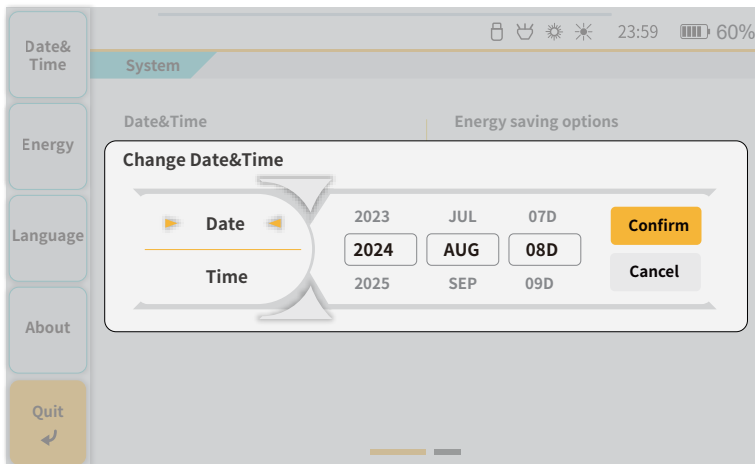 Date&
Time
23:59
60%
System
Date&Time
Energy saving options
Energy
Language
About
Quit
Change Date&Time
Date
Time
2023 JUL 07D
2024 AUG 08D
2025 SEP 09D
Confirm
Cancel